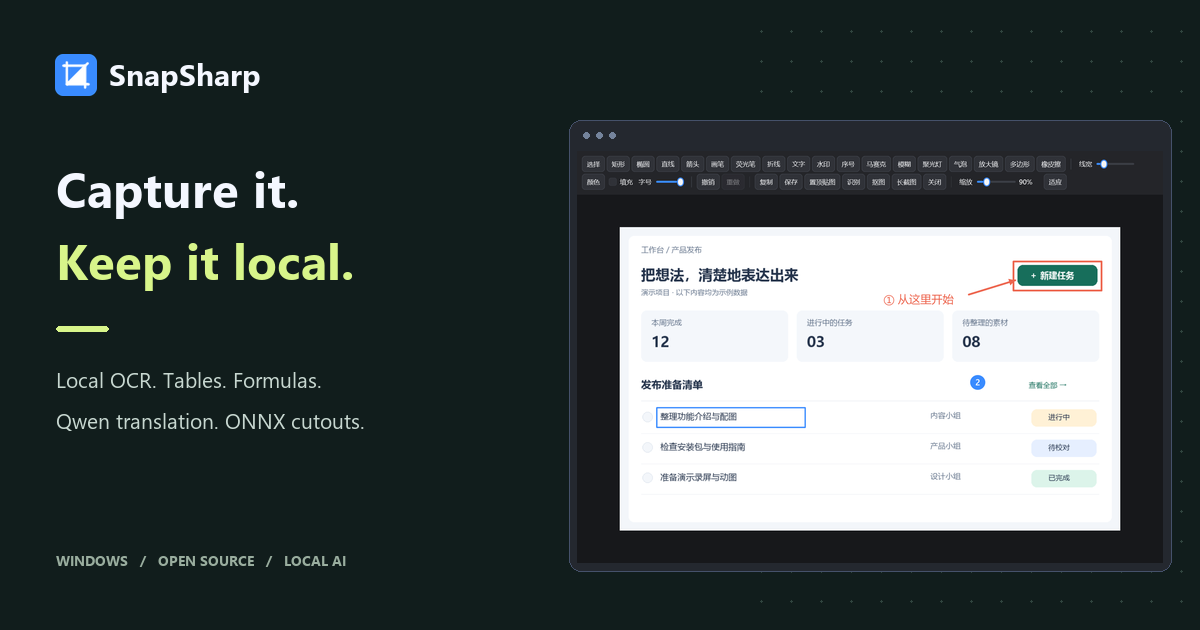 SnapSharp
Capture it.
Keep it local.
Local OCR. Tables. Formulas.
Qwen translation. ONNX cutouts.
WINDOWS / OPEN SOURCE / LOCAL AI
选择 矩形 椭圆 直线 箭头 画笔 荧光笔 折线 文字 水印 序号 马赛克 模糊 聚光灯 气泡 放大镜 多边形 橡皮擦 线宽
颜色 填充 字号 撤销 重做 复制 保存 置顶贴图 识别 抠图 长截图 关闭 缩放 90% 适应
工作台 / 产品发布
把想法，清楚地表达出来
演示项目 · 以下内容均为示例数据
+ 新建任务
① 从这里开始
本周完成 进行中的任务 待整理的素材
12 03 08
发布准备清单 2 查看全部 →
整理功能介绍与配图 内容小组 进行中
检查安装包与使用指南 产品小组 待校对
准备演示录屏与动图 设计小组 已完成